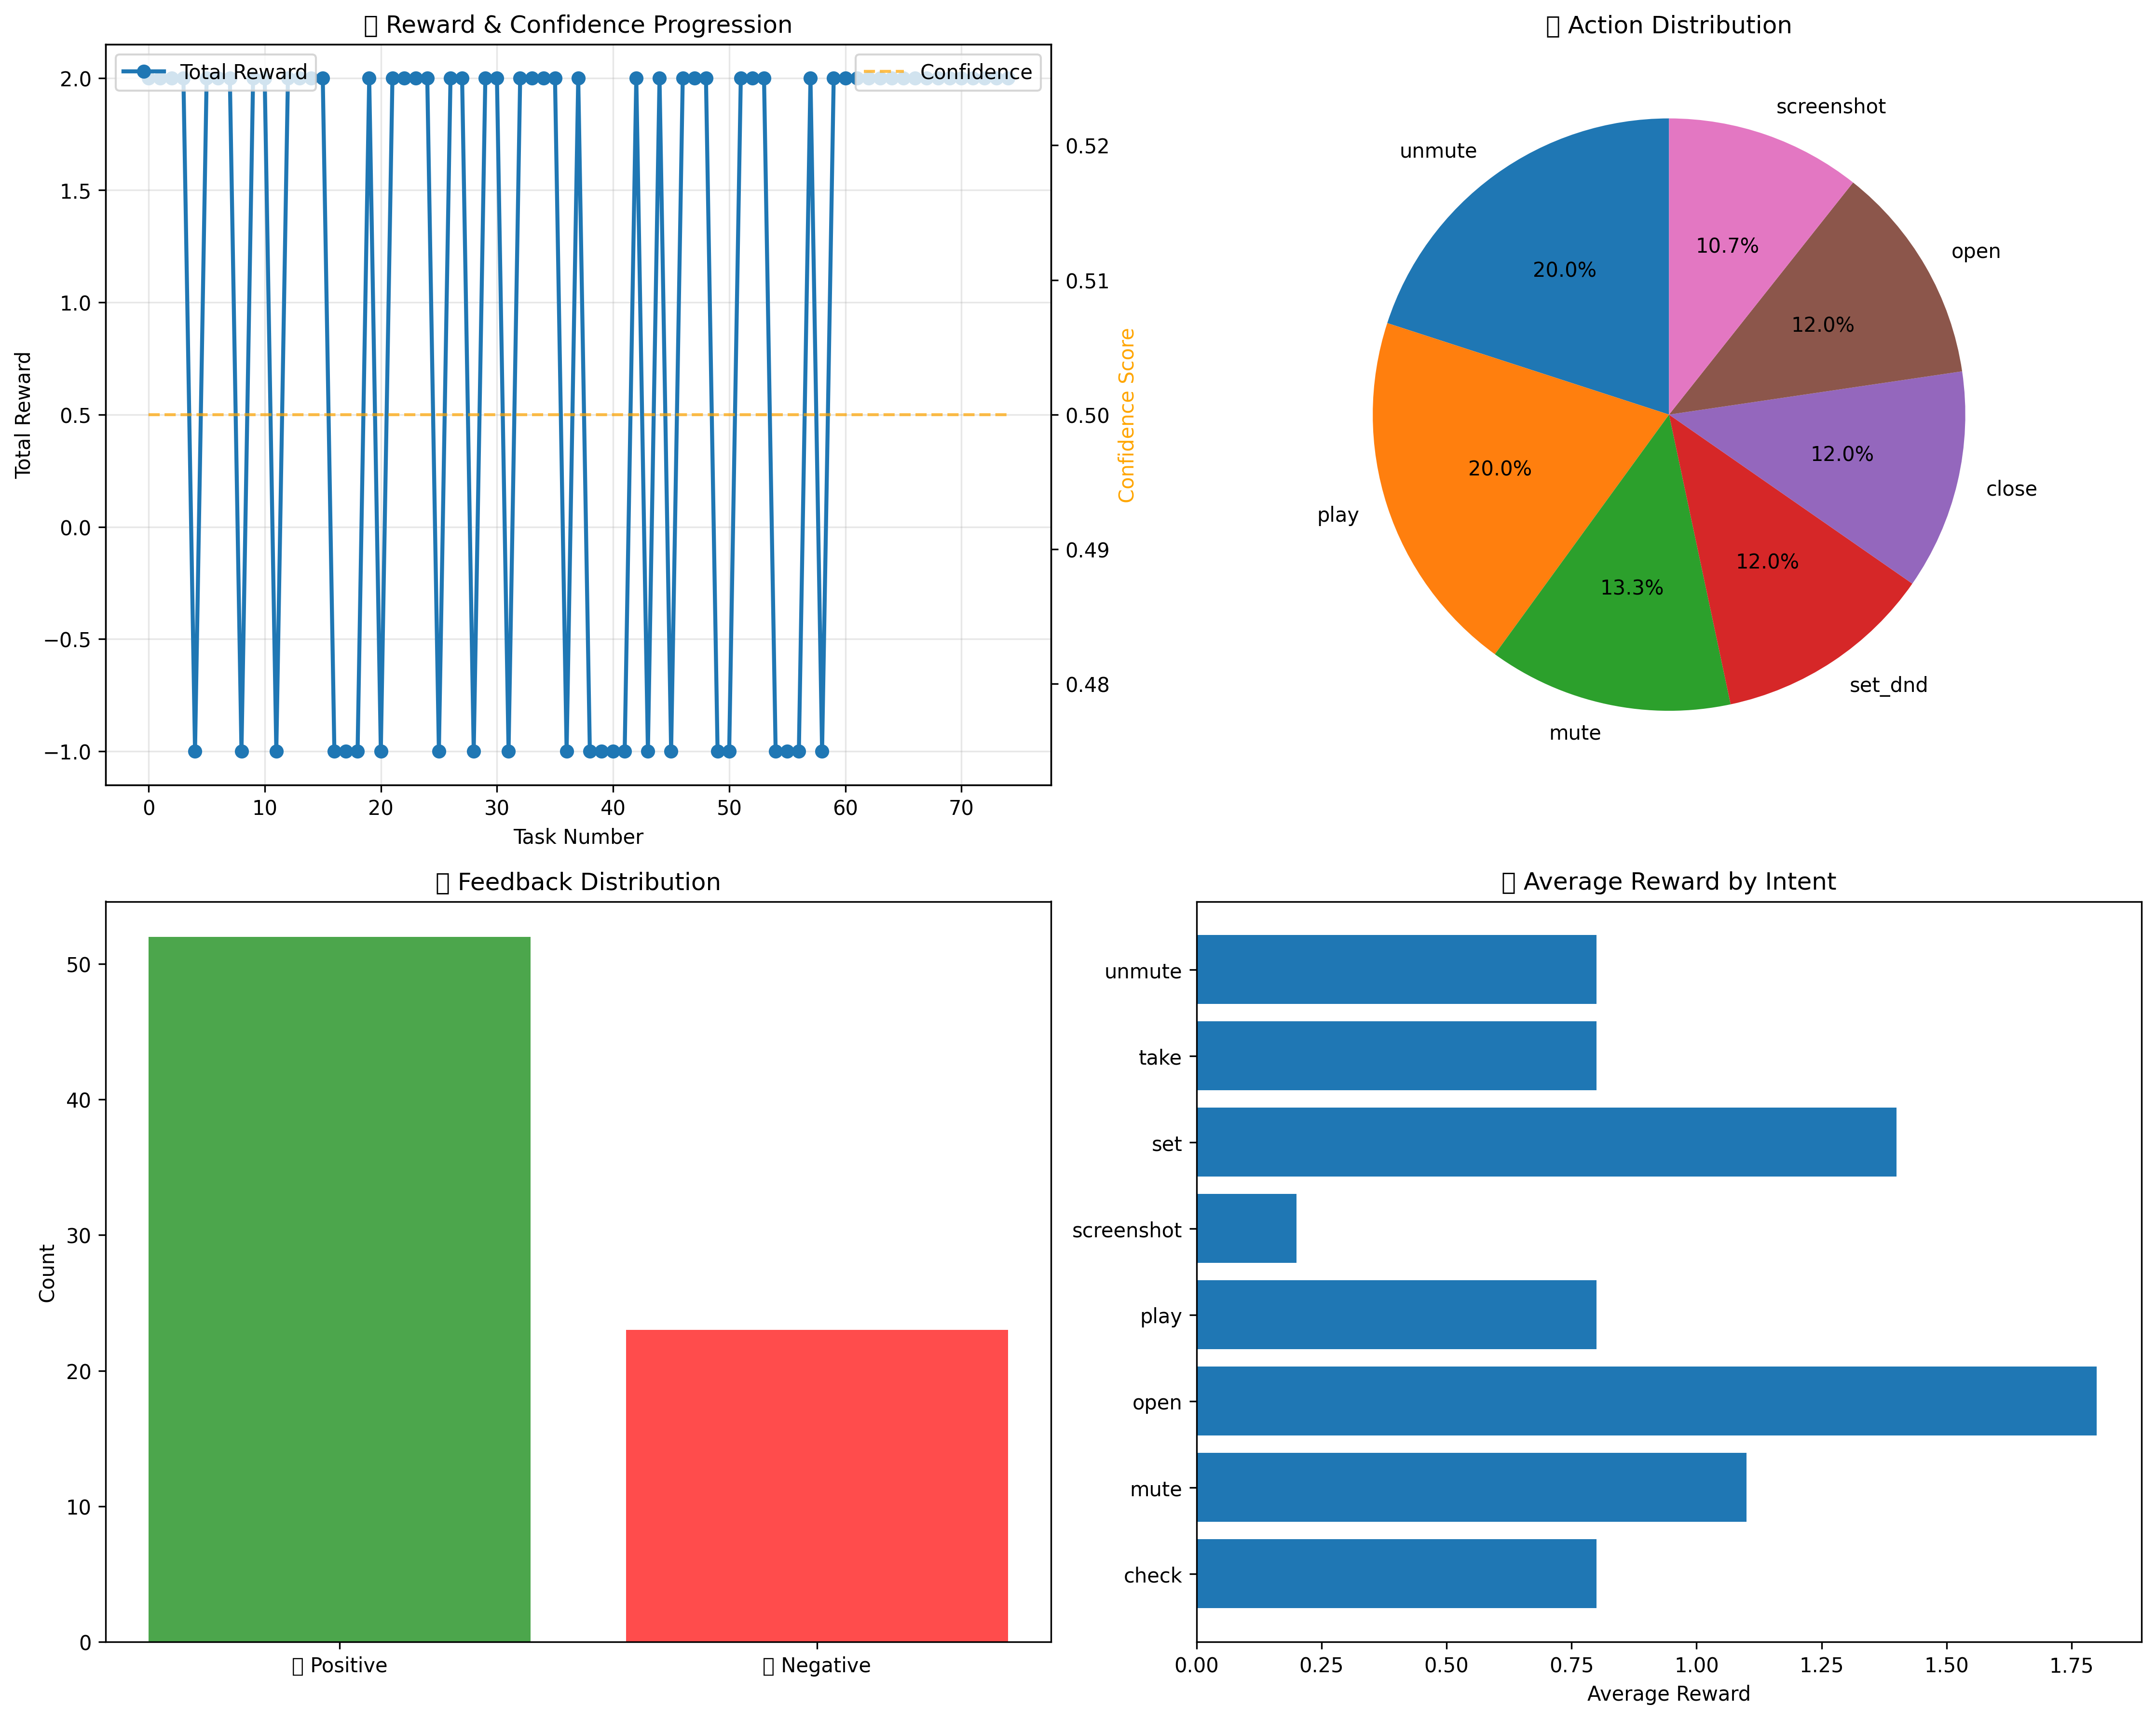 Reward & Confidence Progression
Total Reward
Confidence
2.0
1.5
1.0
0.5
0.0
−0.5
−1.0
Total Reward
0.52
0.51
0.50
0.49
0.48
Confidence Score
0 10 20 30 40 50 60 70
Task Number
Action Distribution
screenshot
unmute
open
10.7%
20.0%
12.0%
12.0%
20.0%
close
play
12.0%
13.3%
set_dnd
mute
Feedback Distribution
50
40
30
20
10
0
Count
Positive
Negative
Average Reward by Intent
unmute
take
set
screenshot
play
open
mute
check
0.00 0.25 0.50 0.75 1.00 1.25 1.50 1.75
Average Reward